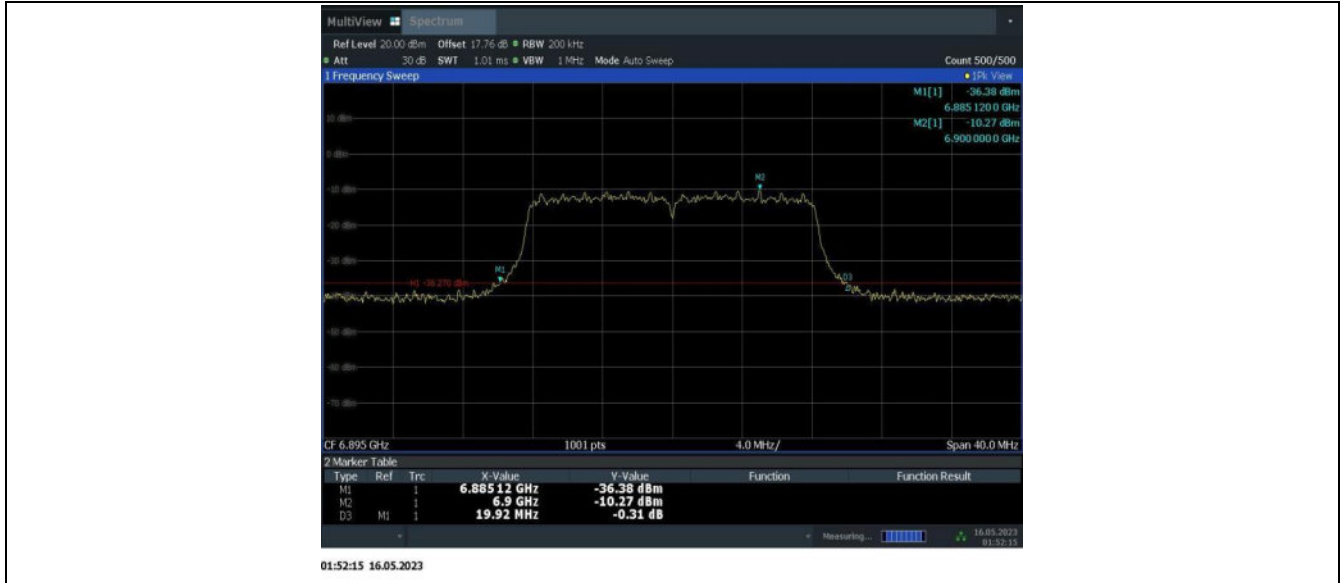 MultiView Spectrum
Ref Level 20.00 dBm Offset 17.76 dB RBW 200 kHz
Att 30 dB SWT 1.01 ms VBW 1 MHz Mode Auto Sweep Count 500/500
1 Frequency Sweep 1Pk View
M1[1] -36.38 dBm
6.885 120 0 GHz
M2[1] -10.27 dBm
6.900 000 0 GHz
10 dBm
0 dBm
M2
-10 dBm
-20 dBm
-30 dBm
M1
D3
H1 -36.270 dBm
-50 dBm
-60 dBm
-70 dBm
CF 6.895 GHz 1001 pts 4.0 MHz/ Span 40.0 MHz
2 Marker Table
Type Ref Trc X-Value Y-Value Function Function Result
M1 1 6.88512 GHz -36.38 dBm
M2 1 6.9 GHz -10.27 dBm
D3 M1 1 19.92 MHz -0.31 dB
Measuring... 16.05.2023
01:52:15
01:52:15 16.05.2023